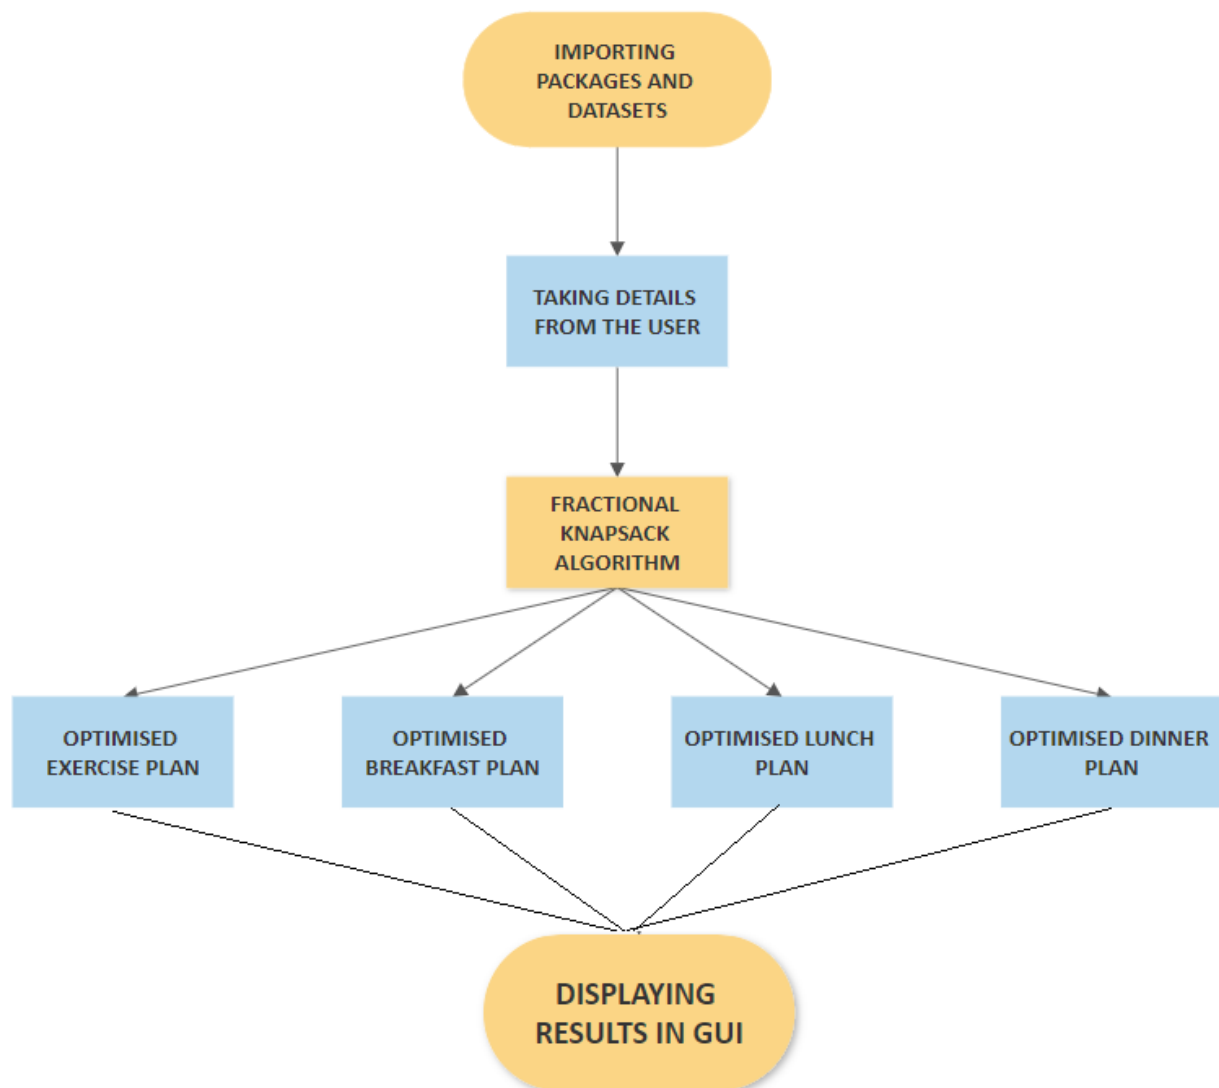 IMPORTING
PACKAGES AND
DATASETS
TAKING DETAILS
FROM THE USER
FRACTIONAL
KNAPSACK
ALGORITHM
OPTIMISED
EXERCISE PLAN
OPTIMISED
BREAKFAST PLAN
OPTIMISED LUNCH
PLAN
OPTIMISED DINNER
PLAN
DISPLAYING
RESULTS IN GUI